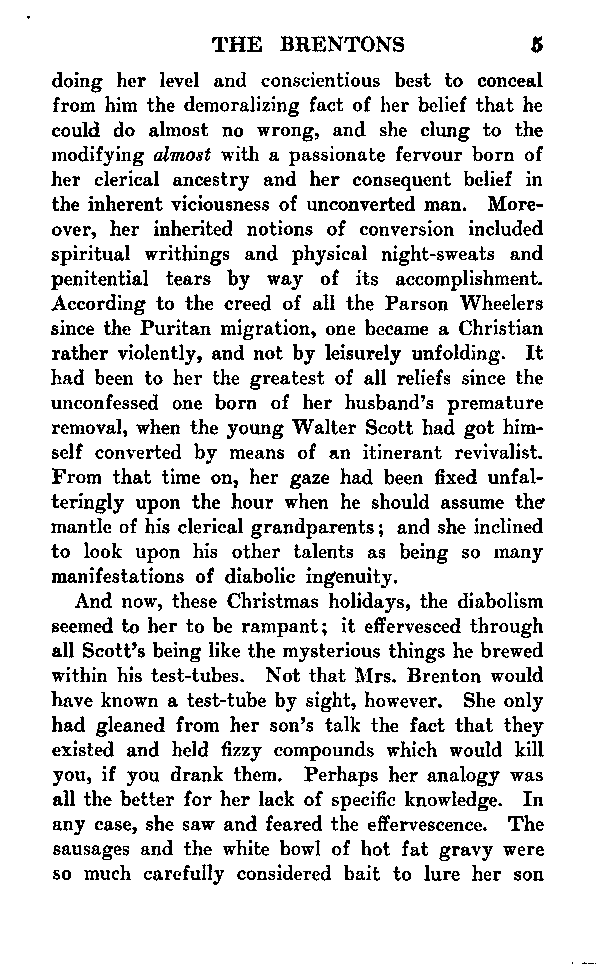 THE BRENTONS 5
doing her level and conscientious best to conceal
from him the demoralizing fact of her belief that he
could do almost no wrong, and she clung to the
modifying almost with a passionate fervour born of
her clerical ancestry and her consequent belief in
the inherent viciousness of unconverted man. More-
over, her inherited notions of conversion included
spiritual writhings and physical night-sweats and
penitential tears by way of its accomplishment.
According to the creed of all the Parson Wheelers
since the Puritan migration, one became a Christian
rather violently, and not by leisurely unfolding. It
had been to her the greatest of all reliefs since the
unconfessed one born of her husband's premature
removal, when the young Walter Scott had got him-
self converted by means of an itinerant revivalist.
From that time on, her gaze had been fixed unfal-
teringly upon the hour when he should assume the
mantle of his clerical grandparents; and she inclined
to look upon his other talents as being so many
manifestations of diabolic ingenuity.
And now, these Christmas holidays, the diabolism
seemed to her to be rampant; it effervesced through
all Scott's being like the mysterious things he brewed
within his test-tubes. Not that Mrs. Brenton would
have known a test-tube by sight, however. She only
had gleaned from her son's talk the fact that they
existed and held fizzy compounds which would kill
you, if you drank them. Perhaps her analogy was
all the better for her lack of specific knowledge. In
any case, she saw and feared the effervescence. The
sausages and the white bowl of hot fat gravy were
so much carefully considered bait to lure her son